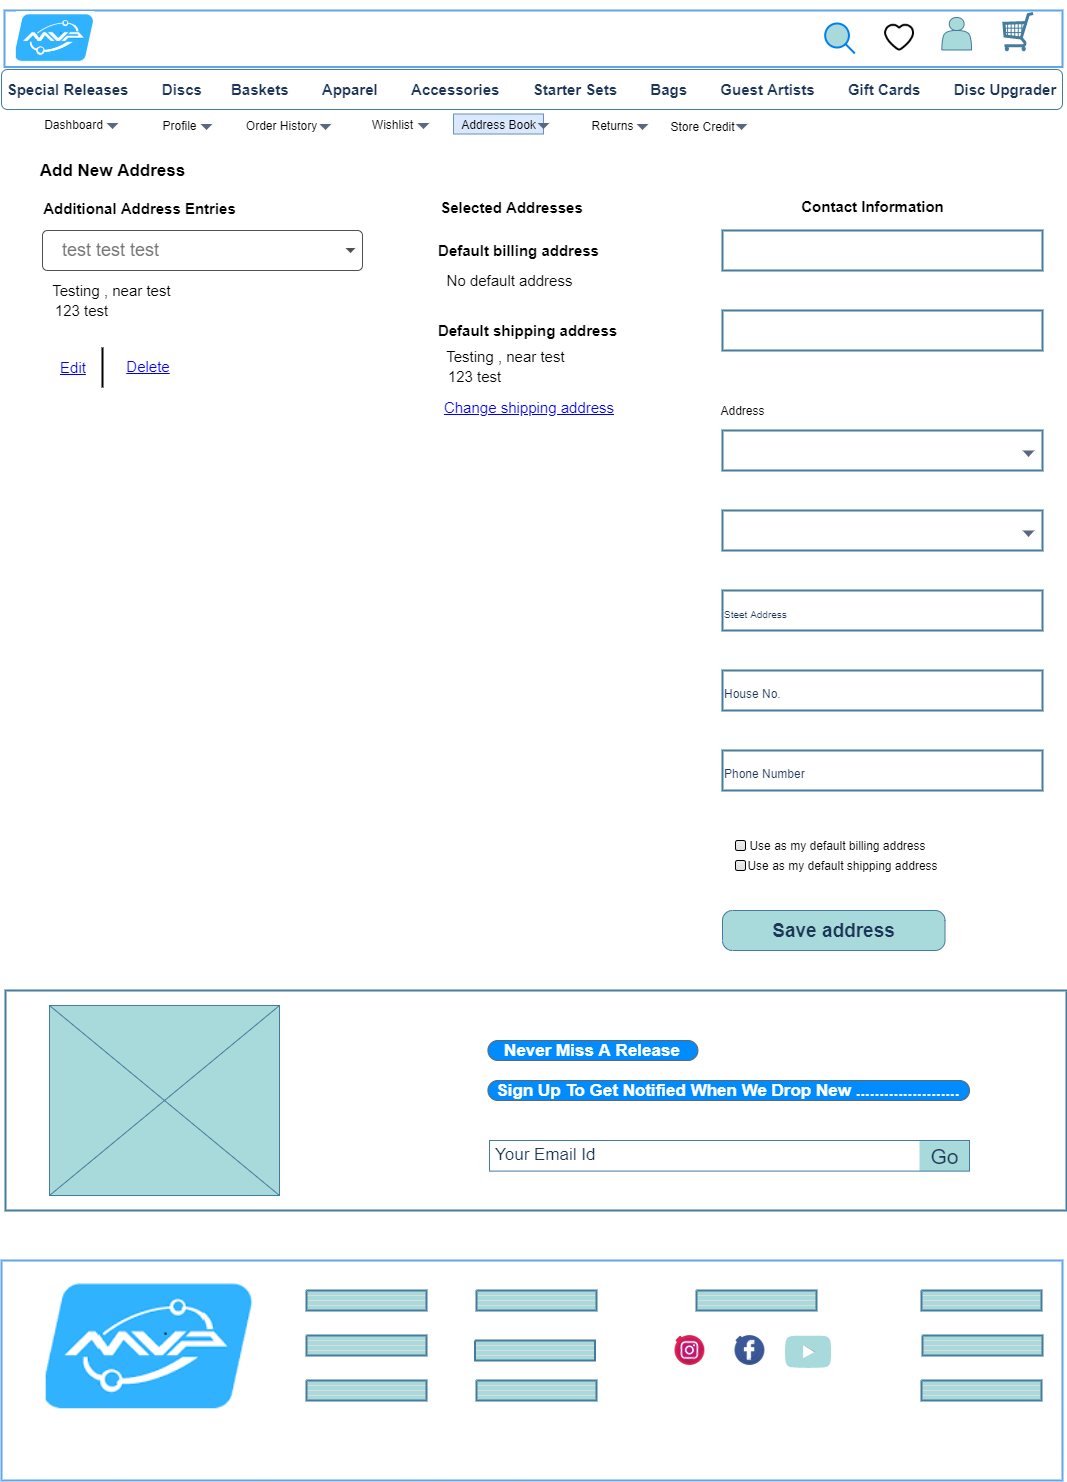 MVP
Special Releases Discs Baskets Apparel Accessories Starter Sets Bags Guest Artists Gift Cards Disc Upgrader
Dashboard Profile Order History Wishlist Address Book Returns Store Credit
Add New Address
Additional Address Entries
test test test
Testing , near test
123 test
Edit Delete
Selected Addresses
Default billing address
No default address
Default shipping address
Testing , near test
123 test
Change shipping address
Contact Information
Address
Steet Address
House No.
Phone Number
Use as my default billing address
Use as my default shipping address
Save address
Never Miss A Release
Sign Up To Get Notified When We Drop New ......................
Your Email Id Go
MVP